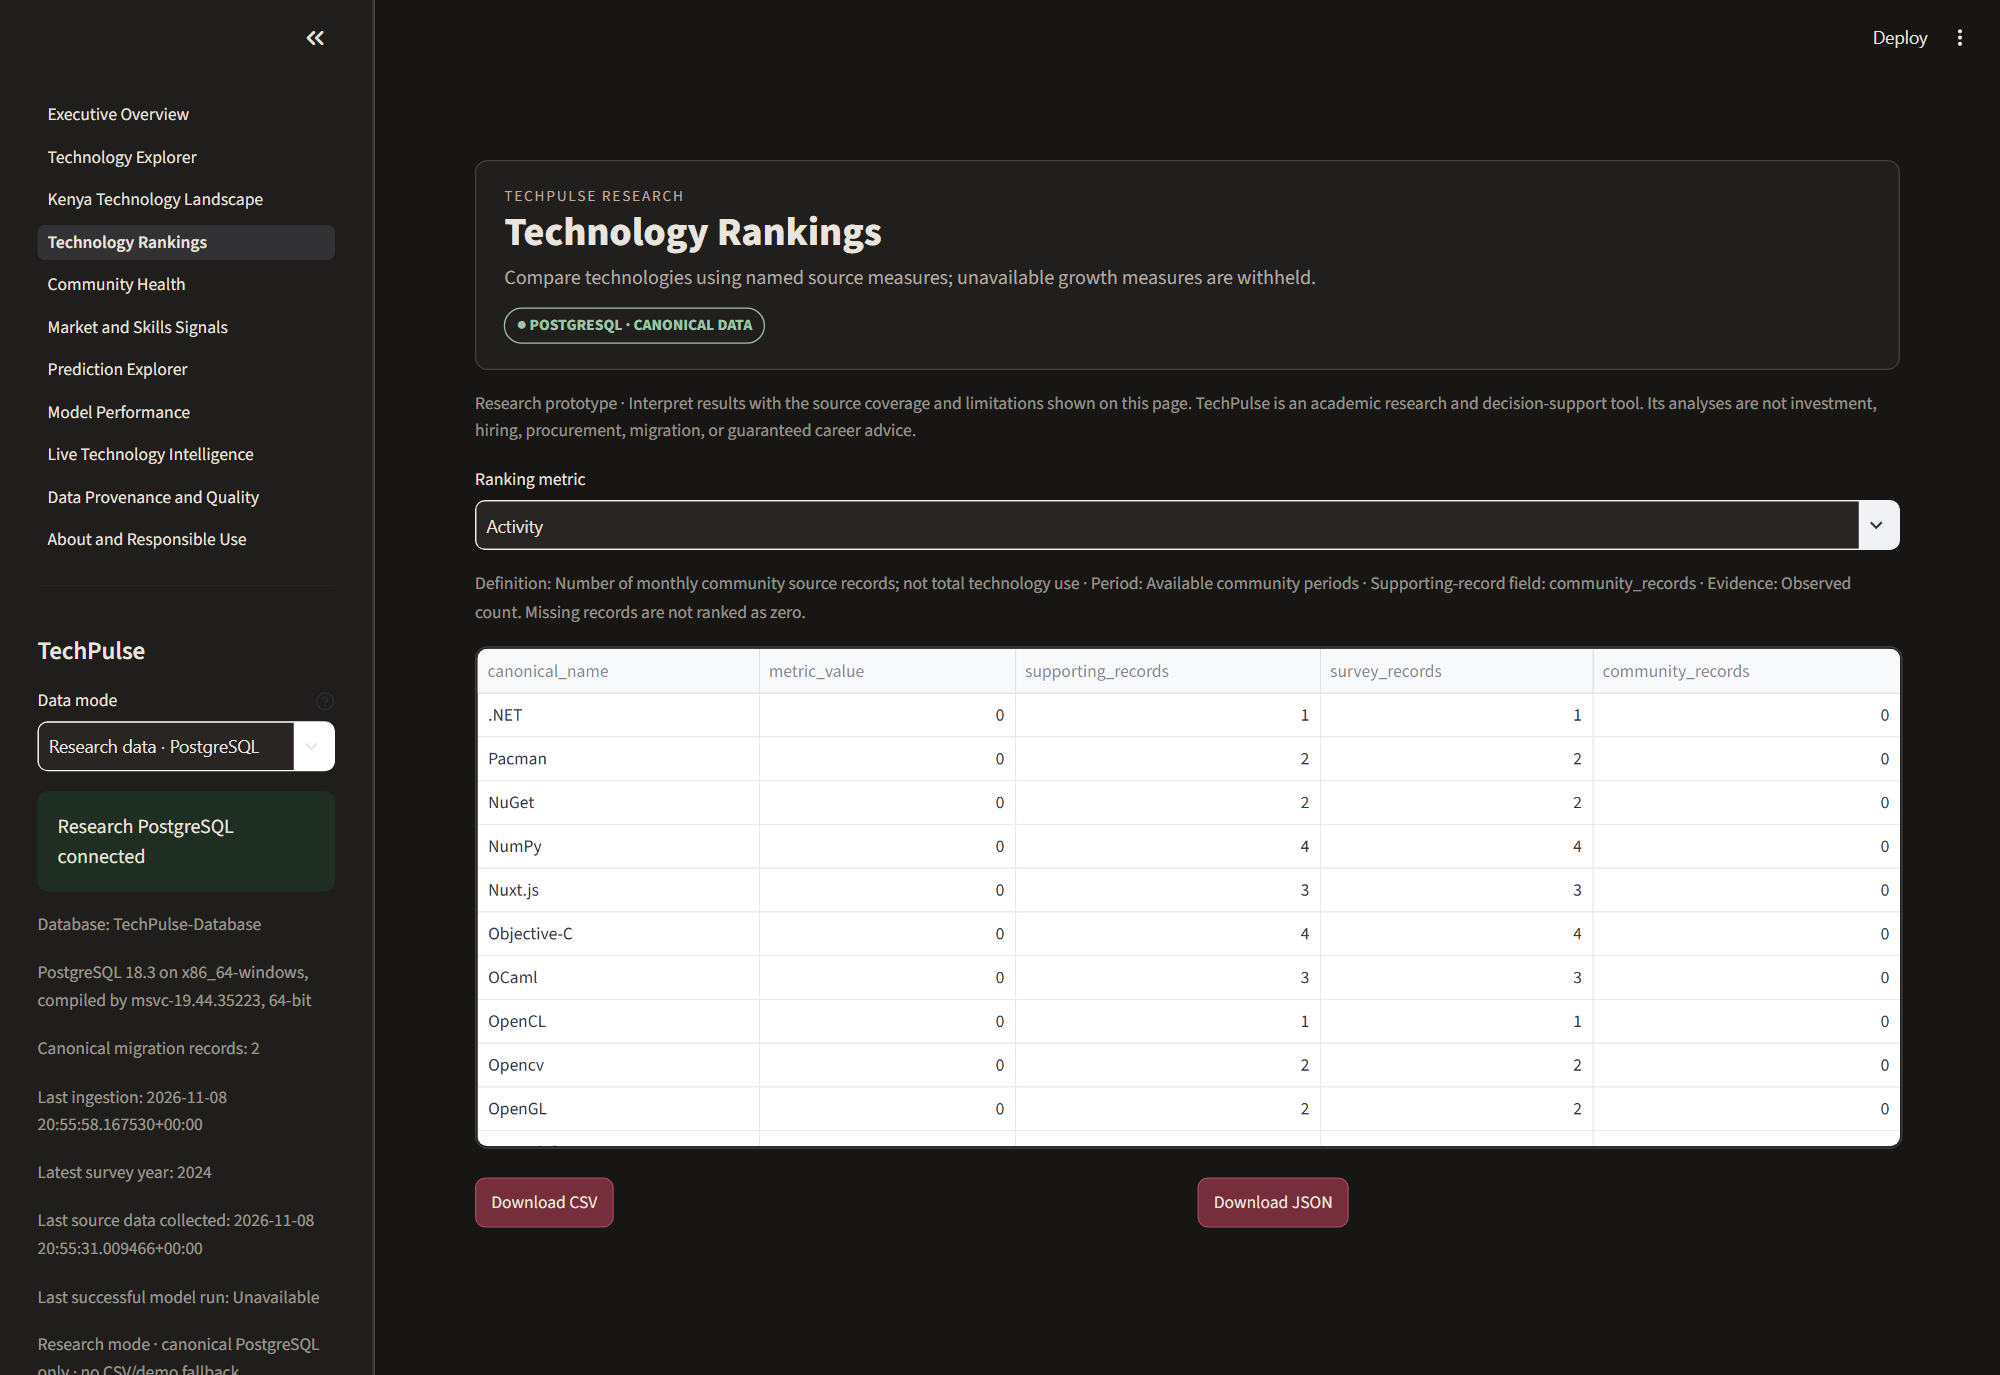 Deploy
Executive Overview
Technology Explorer
Kenya Technology Landscape
Technology Rankings
Community Health
Market and Skills Signals
Prediction Explorer
Model Performance
Live Technology Intelligence
Data Provenance and Quality
About and Responsible Use
TechPulse
Data mode
Research data · PostgreSQL
Research PostgreSQL
connected
Database: TechPulse-Database
PostgreSQL 18.3 on x86_64-windows,
compiled by msvc-19.44.35223, 64-bit
Canonical migration records: 2
Last ingestion: 2026-11-08
20:55:58.167530+00:00
Latest survey year: 2024
Last source data collected: 2026-11-08
20:55:31.009466+00:00
Last successful model run: Unavailable
Research mode · canonical PostgreSQL
only · no CSV/demo fallback
TECHPULSE RESEARCH
Technology Rankings
Compare technologies using named source measures; unavailable growth measures are withheld.
POSTGRESQL · CANONICAL DATA
Research prototype · Interpret results with the source coverage and limitations shown on this page. TechPulse is an academic research and decision-support tool. Its analyses are not investment,
hiring, procurement, migration, or guaranteed career advice.
Ranking metric
Activity
Definition: Number of monthly community source records; not total technology use · Period: Available community periods · Supporting-record field: community_records · Evidence: Observed
count. Missing records are not ranked as zero.
canonical_name metric_value supporting_records survey_records community_records
.NET 0 1 1 0
Pacman 0 2 2 0
NuGet 0 2 2 0
NumPy 0 4 4 0
Nuxt.js 0 3 3 0
Objective-C 0 4 4 0
OCaml 0 3 3 0
OpenCL 0 1 1 0
Opencv 0 2 2 0
OpenGL 0 2 2 0
Download CSV
Download JSON